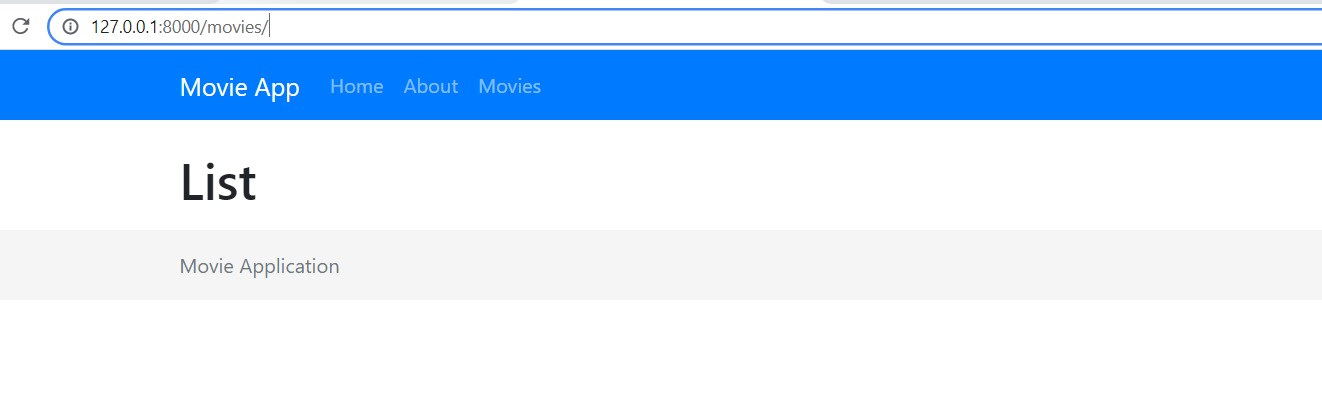 127.0.0.1:8000/movies/
Movie App Home About Movies
List
Movie Application